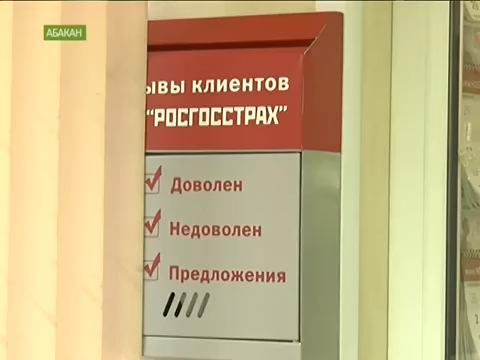 АБАКАН
ывы клиентов
"РОСГОССТРАХ"
Доволен
Недоволен
Предложения